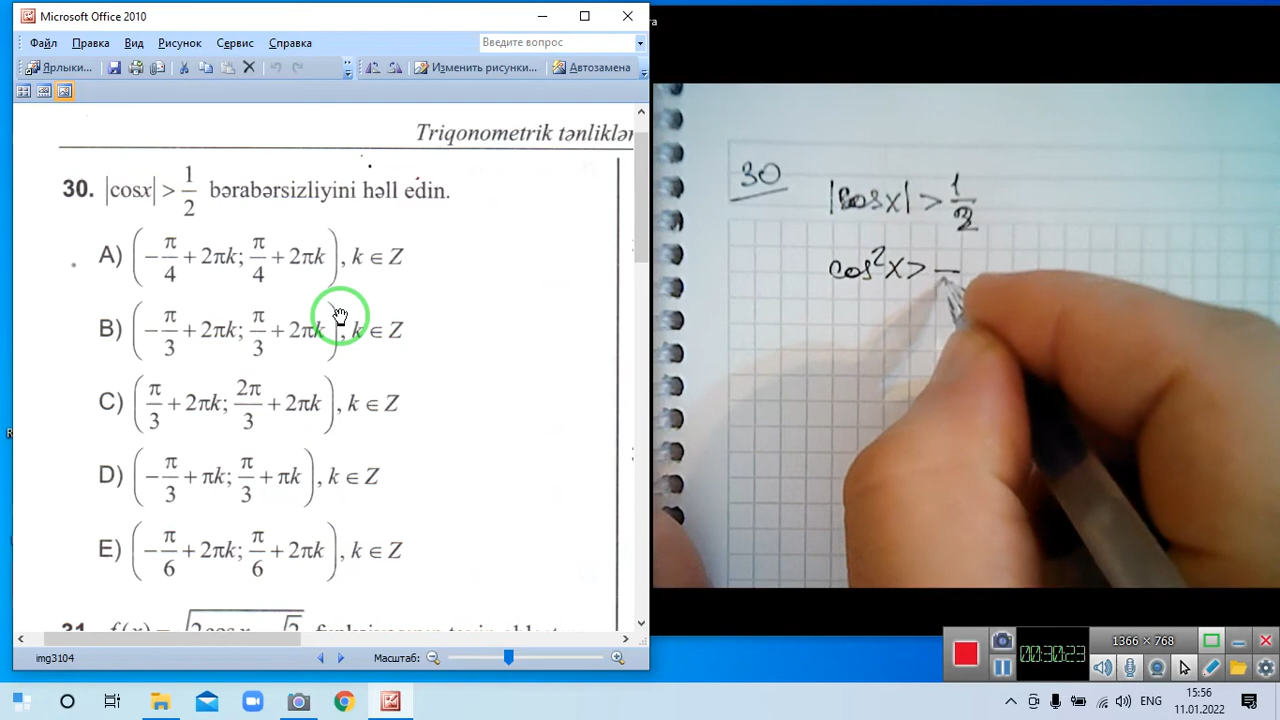 Microsoft Office 2010
Файл Правка Вид Рисунок Сервис Справка
Введите вопрос
Ярлыки...
Изменить рисунки...
Автозамена
Triqonometrik tənliklər
30. |cosx| > 1/2 bərabərsizliyini həll edin.
A) (−π/4 + 2πk; π/4 + 2πk), k ∈ Z
B) (−π/3 + 2πk; π/3 + 2πk), k ∈ Z
C) (π/3 + 2πk; 2π/3 + 2πk), k ∈ Z
D) (−π/3 + πk; π/3 + πk), k ∈ Z
E) (−π/6 + 2πk; π/6 + 2πk), k ∈ Z
31. f(x) = √2cosx − √2
img3104
Масштаб:
30
|cosx| > 1/2
cos²x >
1366 × 768
00:30:23
ENG
15:56
11.01.2022